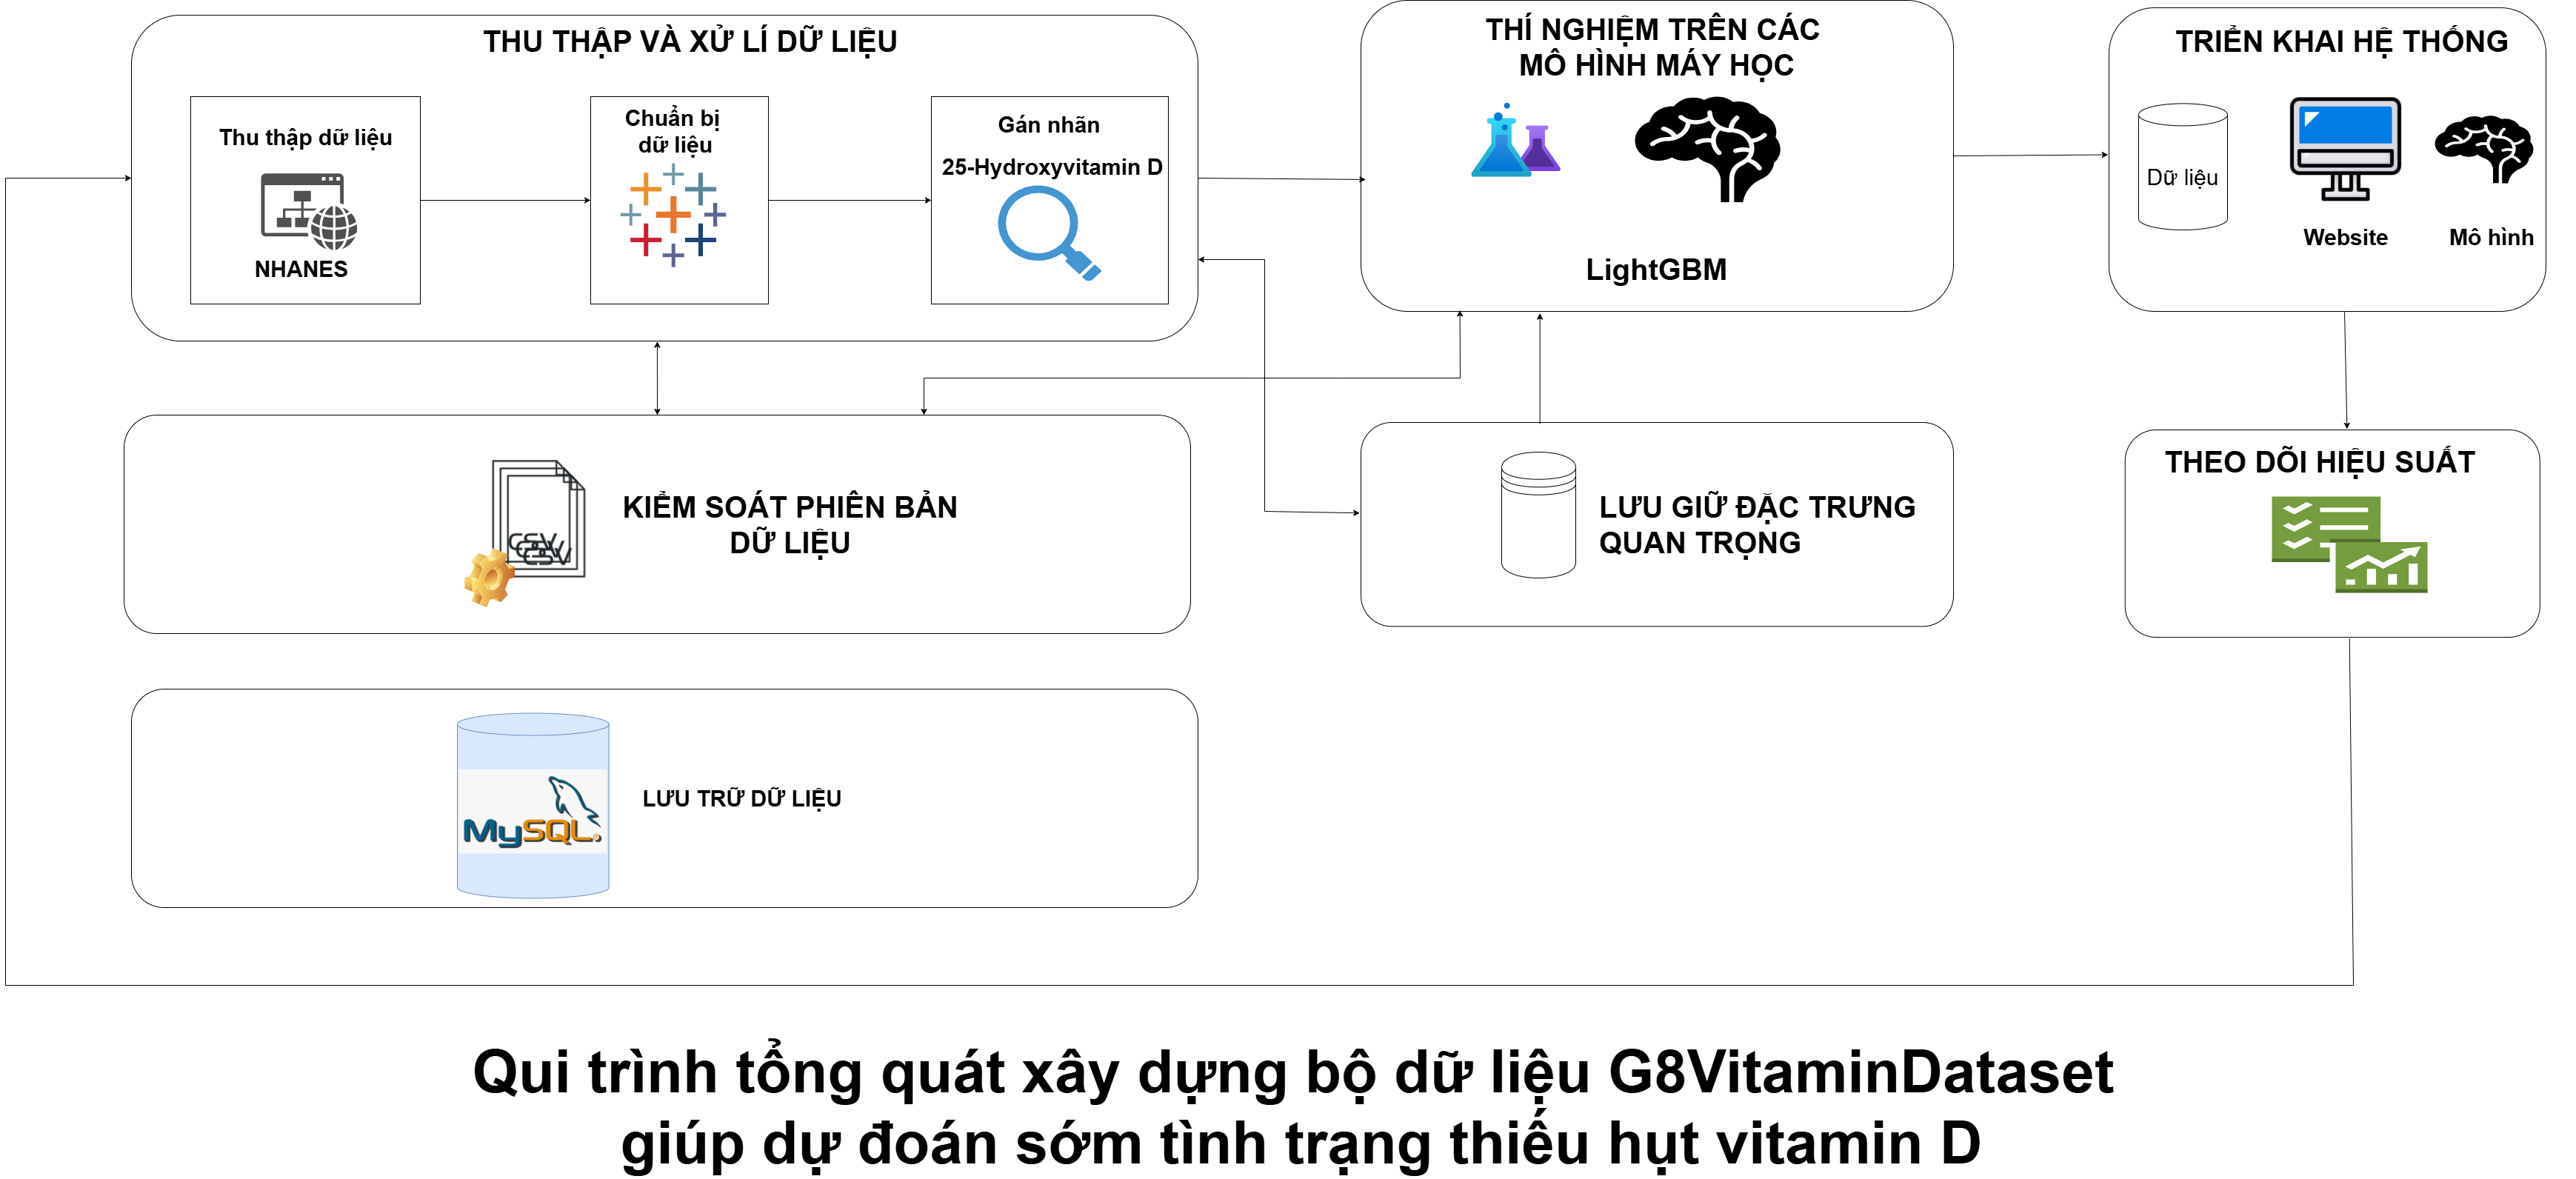 THU THẬP VÀ XỬ LÍ DỮ LIỆU
Thu thập dữ liệu
NHANES
Chuẩn bị
dữ liệu
Gán nhãn
25-Hydroxyvitamin D
THÍ NGHIỆM TRÊN CÁC
MÔ HÌNH MÁY HỌC
LightGBM
TRIỂN KHAI HỆ THỐNG
Dữ liệu
Website
Mô hình
CSV
KIỂM SOÁT PHIÊN BẢN
DỮ LIỆU
LƯU GIỮ ĐẶC TRƯNG
QUAN TRỌNG
THEO DÕI HIỆU SUẤT
MySQL
LƯU TRỮ DỮ LIỆU
Qui trình tổng quát xây dựng bộ dữ liệu G8VitaminDataset
giúp dự đoán sớm tình trạng thiếu hụt vitamin D